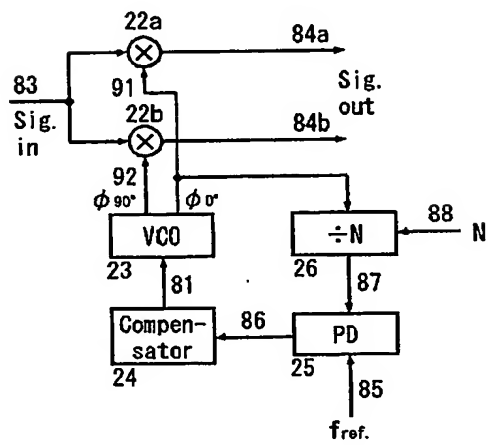 22a
84a
83
91
Sig.
out
Sig.
in
22b
84b
92
ϕ90°
ϕ0°
88
VCO
÷N
N
23
26
81
87
Compen-
sator
86
PD
24
25
85
fref.